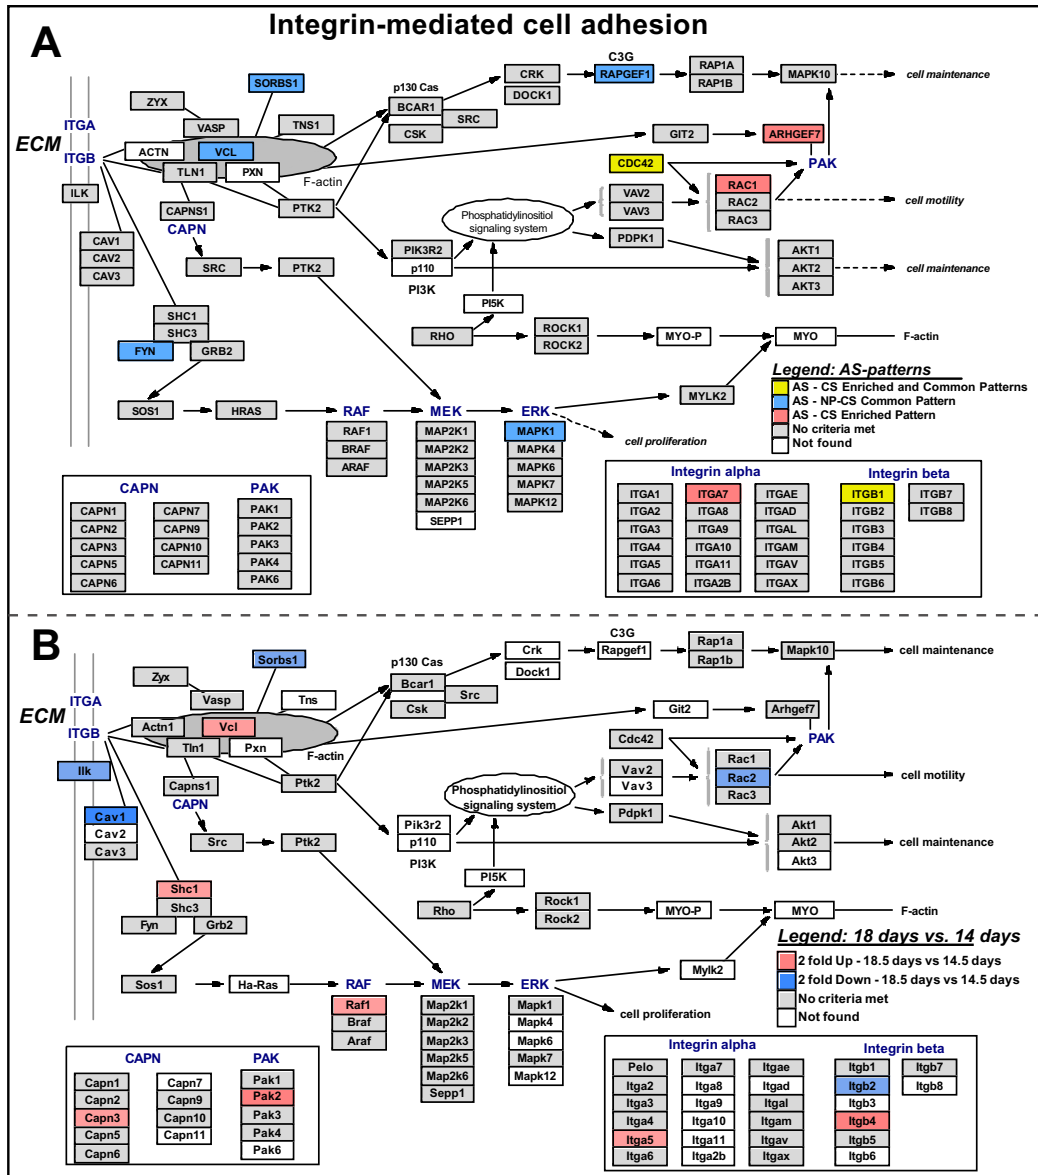 Integrin-mediated cell adhesion
A
C3G
CRK
DOCK1
RAPGEF1
RAP1A
RAP1B
MAPK10
cell maintenance
SORBS1
p130 Cas
BCAR1
SRC
CSK
ZYX
VASP
TNS1
ITGA
ECM
ITGB
ACTN
VCL
TLN1
PXN
F-actin
GIT2
ARHGEF7
CDC42
PAK
ILK
CAPNS1
CAPN
PTK2
VAV2
VAV3
RAC1
RAC2
RAC3
cell motility
Phosphatidylinositiol
signaling system
CAV1
CAV2
CAV3
SRC
PTK2
PIK3R2
p110
PI3K
PDPK1
AKT1
AKT2
AKT3
cell maintenance
PI5K
SHC1
SHC3
FYN
GRB2
RHO
ROCK1
ROCK2
MYO-P
MYO
F-actin
SOS1
HRAS
RAF
MEK
ERK
MYLK2
RAF1
BRAF
ARAF
MAP2K1
MAP2K2
MAP2K3
MAP2K5
MAP2K6
SEPP1
MAPK1
MAPK4
MAPK6
MAPK7
MAPK12
cell proliferation
Legend: AS-patterns
AS - CS Enriched and Common Patterns
AS - NP-CS Common Pattern
AS - CS Enriched Pattern
No criteria met
Not found
CAPN
PAK
CAPN1
CAPN2
CAPN3
CAPN5
CAPN6
CAPN7
CAPN9
CAPN10
CAPN11
PAK1
PAK2
PAK3
PAK4
PAK6
Integrin alpha
Integrin beta
ITGA1
ITGA2
ITGA3
ITGA4
ITGA5
ITGA6
ITGA7
ITGA8
ITGA9
ITGA10
ITGA11
ITGA2B
ITGAE
ITGAD
ITGAL
ITGAM
ITGAV
ITGAX
ITGB1
ITGB2
ITGB3
ITGB4
ITGB5
ITGB6
ITGB7
ITGB8
B
C3G
Crk
Dock1
Rapgef1
Rap1a
Rap1b
Mapk10
cell maintenance
Sorbs1
p130 Cas
Bcar1
Src
Csk
Zyx
Vasp
Tns
ITGA
ECM
ITGB
Actn1
Vcl
Tln1
Pxn
F-actin
Git2
Arhgef7
Cdc42
PAK
Ilk
Capns1
CAPN
Ptk2
Vav2
Vav3
Rac1
Rac2
Rac3
cell motility
Phosphatidylinositiol
signaling system
Cav1
Cav2
Cav3
Src
Ptk2
Pik3r2
p110
PI3K
Pdpk1
Akt1
Akt2
Akt3
cell maintenance
PI5K
Shc1
Shc3
Fyn
Grb2
Rho
Rock1
Rock2
MYO-P
MYO
F-actin
Sos1
Ha-Ras
RAF
MEK
ERK
Mylk2
Raf1
Braf
Araf
Map2k1
Map2k2
Map2k3
Map2k5
Map2k6
Sepp1
Mapk1
Mapk4
Mapk6
Mapk7
Mapk12
cell proliferation
Legend: 18 days vs. 14 days
2 fold Up - 18.5 days vs 14.5 days
2 fold Down - 18.5 days vs 14.5 days
No criteria met
Not found
CAPN
PAK
Capn1
Capn2
Capn3
Capn5
Capn6
Capn7
Capn9
Capn10
Capn11
Pak1
Pak2
Pak3
Pak4
Pak6
Integrin alpha
Integrin beta
Pelo
Itga2
Itga3
Itga4
Itga5
Itga6
Itga7
Itga8
Itga9
Itga10
Itga11
Itga2b
Itgae
Itgad
Itgal
Itgam
Itgav
Itgax
Itgb1
Itgb2
Itgb3
Itgb4
Itgb5
Itgb6
Itgb7
Itgb8